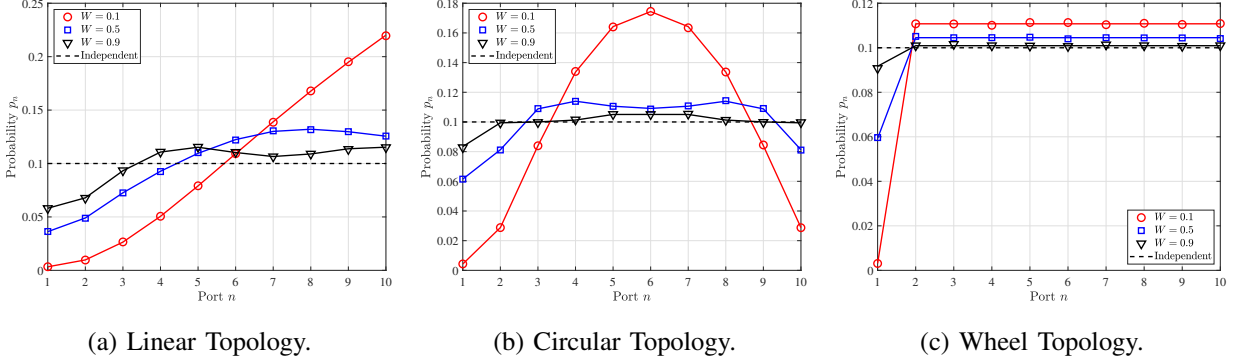 0.25
0.2
0.15
0.1
0.05
0
Probability pₙ
W = 0.1
W = 0.5
W = 0.9
Independent
1 2 3 4 5 6 7 8 9 10
Port n
(a) Linear Topology.
0.18
0.16
0.14
0.12
0.1
0.08
0.06
0.04
0.02
0
Probability pₙ
W = 0.1
W = 0.5
W = 0.9
Independent
1 2 3 4 5 6 7 8 9 10
Port n
(b) Circular Topology.
0.12
0.1
0.08
0.06
0.04
0.02
0
Probability pₙ
W = 0.1
W = 0.5
W = 0.9
Independent
1 2 3 4 5 6 7 8 9 10
Port n
(c) Wheel Topology.